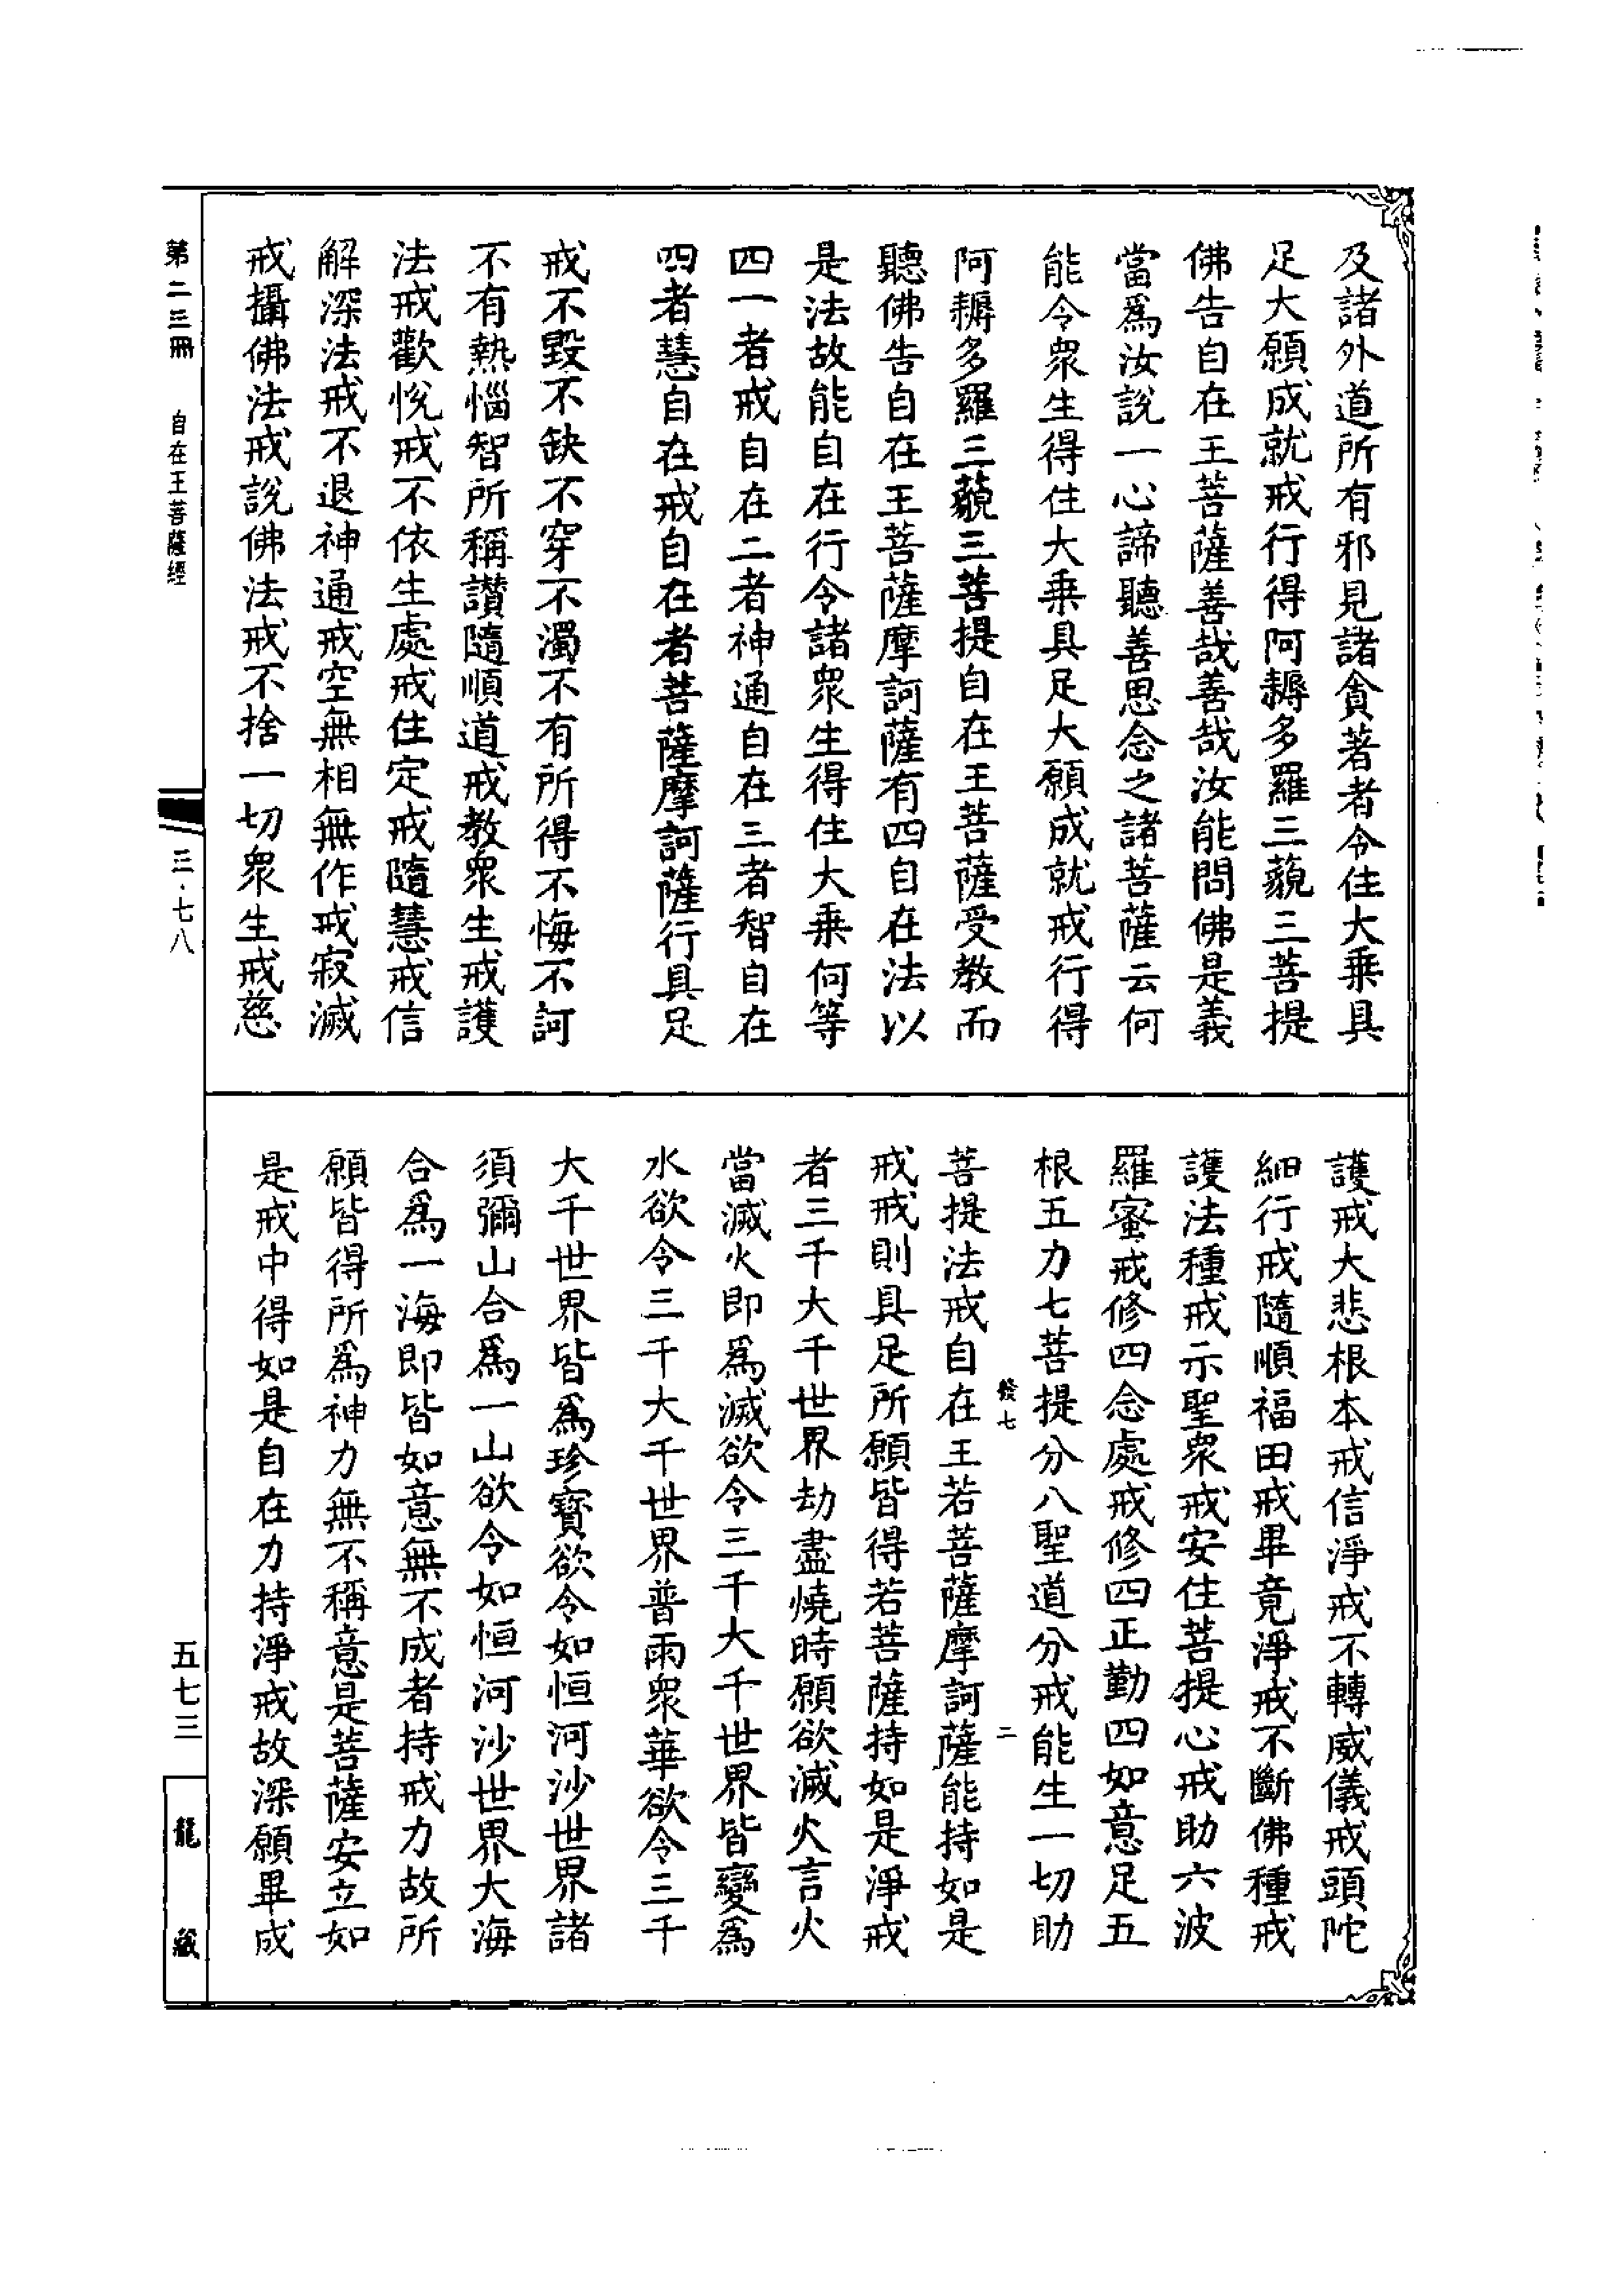 及諸外道所有邪見諸貪著者令住大乘具
足大願成就戒行得阿耨多羅三藐三菩提
佛告自在王菩薩善哉善哉汝能問佛是義
當爲汝說一心諦聽善思念之諸菩薩云何
能令眾生得住大乘具足大願成就戒行得
阿耨多羅三藐三菩提自在王菩薩受教而
聽佛告自在王菩薩摩訶薩有四自在法以
是法故能自在行令諸眾生得住大乘何等
四一者戒自在二者神通自在三者智自在
四者慧自在戒自在者菩薩摩訶薩行具足
戒不毀不缺不穿不濁不有所得不悔不訶
不有熱惱智所稱讚隨順道戒教眾生戒護
法戒歡悅戒不依生處戒住定戒隨慧戒信
解深法戒不退神通戒空無相無作戒寂滅
戒攝佛法戒說佛法戒不捨一切眾生戒慈
護戒大悲根本戒信淨戒不轉威儀戒頭陀
細行戒隨順福田戒畢竟淨戒不斷佛種戒
護法種戒示聖眾戒安住菩提心戒助六波
羅蜜戒修四念處戒修四正勤四如意足五
根五力七菩提分八聖道分戒能生一切助
發七 二
菩提法戒自在王若菩薩摩訶薩能持如是
戒戒則具足所願皆得若菩薩持如是淨戒
者三千大千世界劫盡燒時願欲滅火言火
當滅火即爲滅欲令三千大千世界皆變爲
水欲令三千大千世界普雨眾華欲令三千
大千世界皆爲珍寶欲令如恒河沙世界諸
須彌山合爲一山欲令如恒河沙世界大海
合爲一海即皆如意無不成者持戒力故所
願皆得所爲神力無不稱意是菩薩安立如
是戒中得如是自在力持淨戒故深願畢成
第二三冊 自在王菩薩經 三·七八 五七三 龍藏